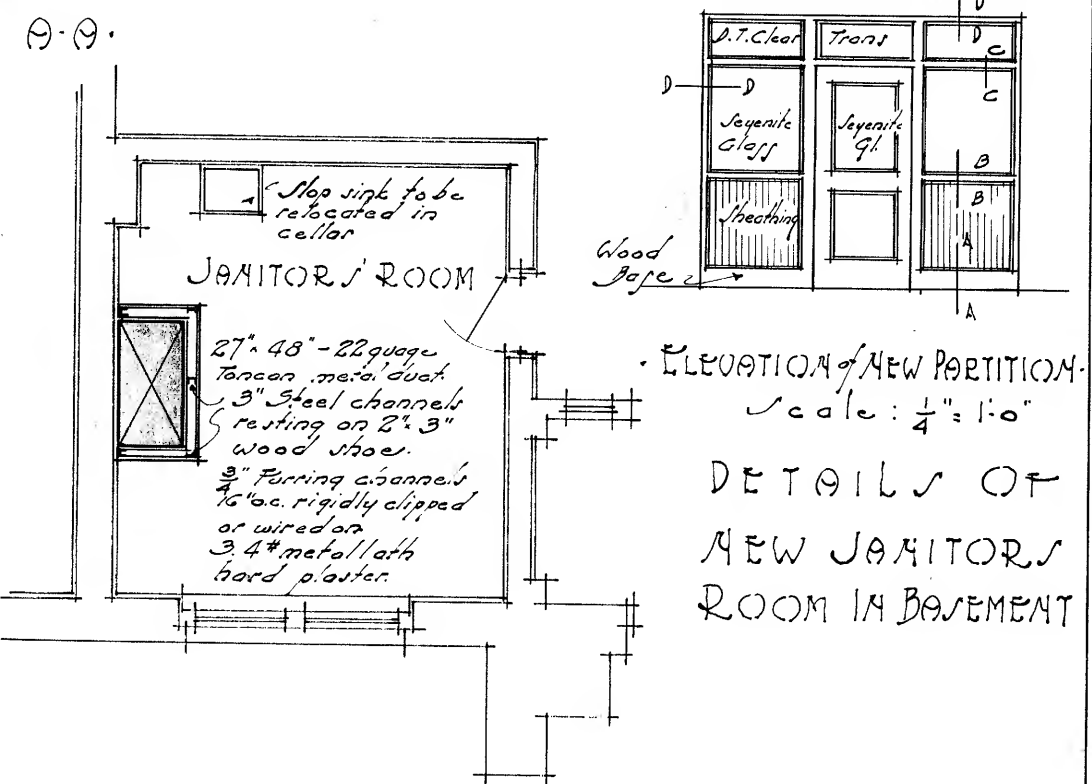 A-A.
Slop sink to be
relocated in
cellar
JANITORS' ROOM
27"x 48" - 22 guage
Toncan metal duct.
3" Steel channels
resting on 2"x 3"
wood shoe.
3/4" Furring channels
16" o.c. rigidly clipped
or wired on
3.4# metal lath
hard plaster.
D
D.T. Clear
Trans
D
C
D
D
C
Seyenite
Glass
Seyenite
Gl.
B
B
Sheathing
A
Wood
Base
A
· ELEVATION of NEW PARTITION ·
Scale : 1/4" = 1'-0"
DETAILS OF
NEW JANITORS
ROOM IN BASEMENT